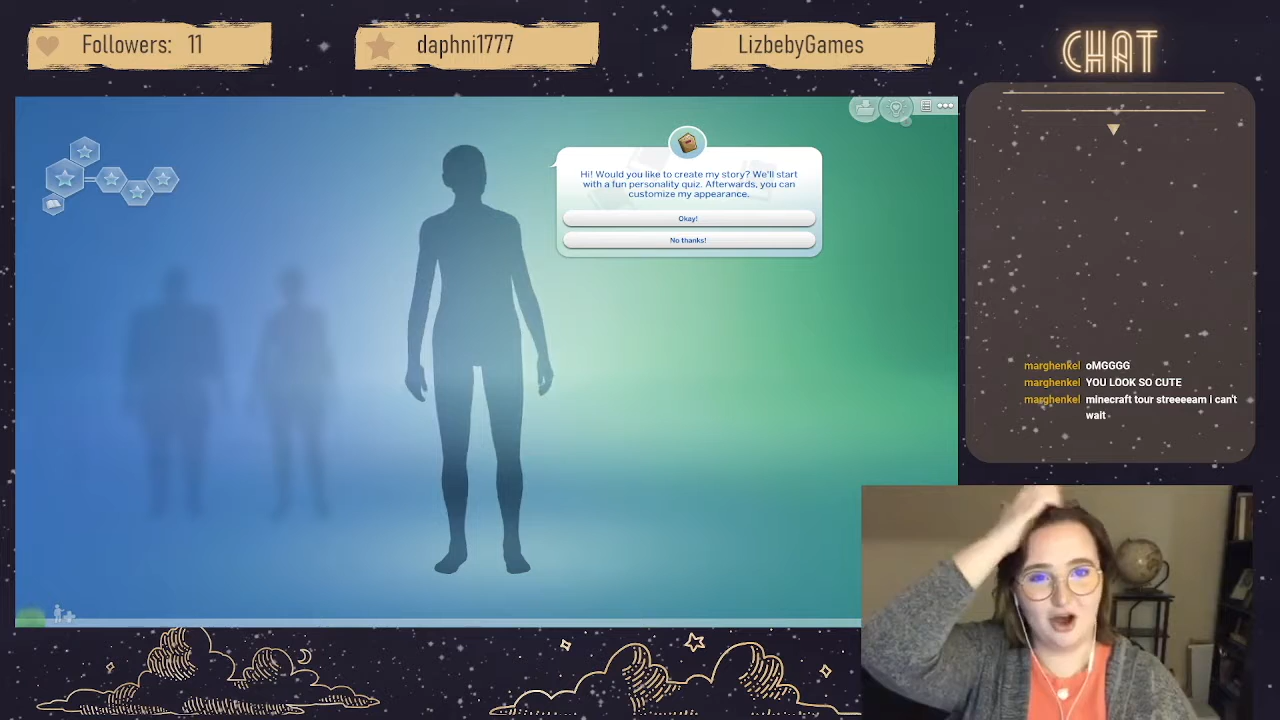 Followers: 11
daphni1777
LizbebyGames
CHAT
Hi! Would you like to create my story? We'll start
with a fun personality quiz. Afterwards, you can
customize my appearance.
Okay!
No thanks!
marghenkel oMGGGG
marghenkel YOU LOOK SO CUTE
marghenkel minecraft tour streeeeam i can't
wait